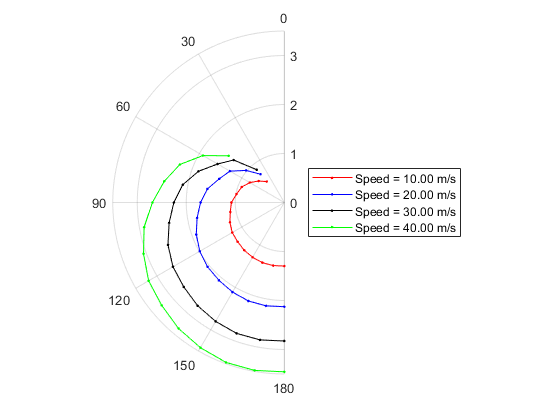 0
30
3
60
2
1
Speed = 10.00 m/s
Speed = 20.00 m/s
90
0
Speed = 30.00 m/s
Speed = 40.00 m/s
120
150
180